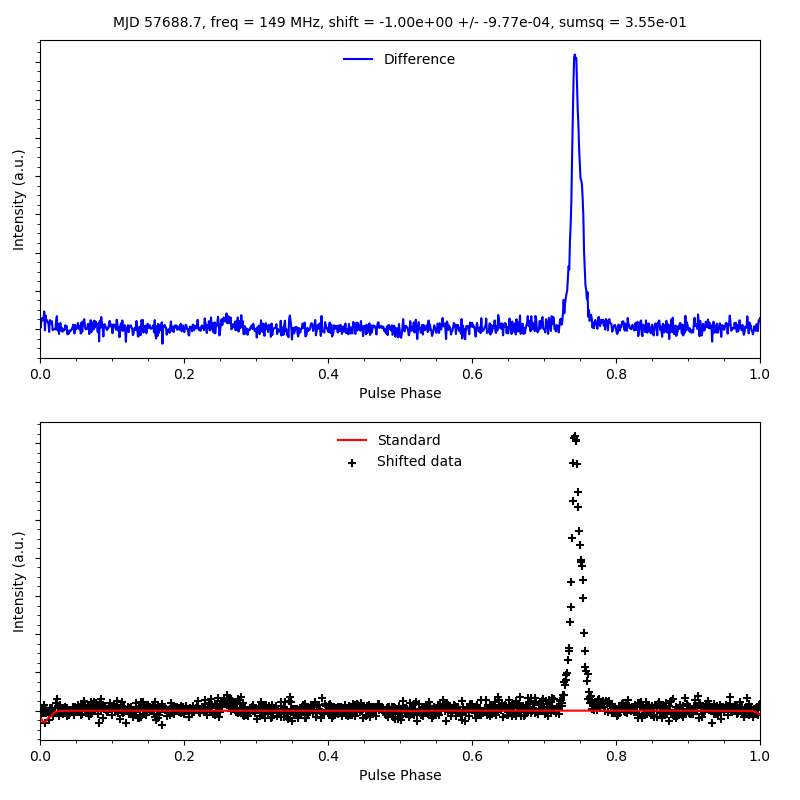 MJD 57688.7, freq = 149 MHz, shift = -1.00e+00 +/- -9.77e-04, sumsq = 3.55e-01
Difference
Intensity (a.u.)
0.0 0.2 0.4 0.6 0.8 1.0
Pulse Phase
Standard
Shifted data
Intensity (a.u.)
0.0 0.2 0.4 0.6 0.8 1.0
Pulse Phase